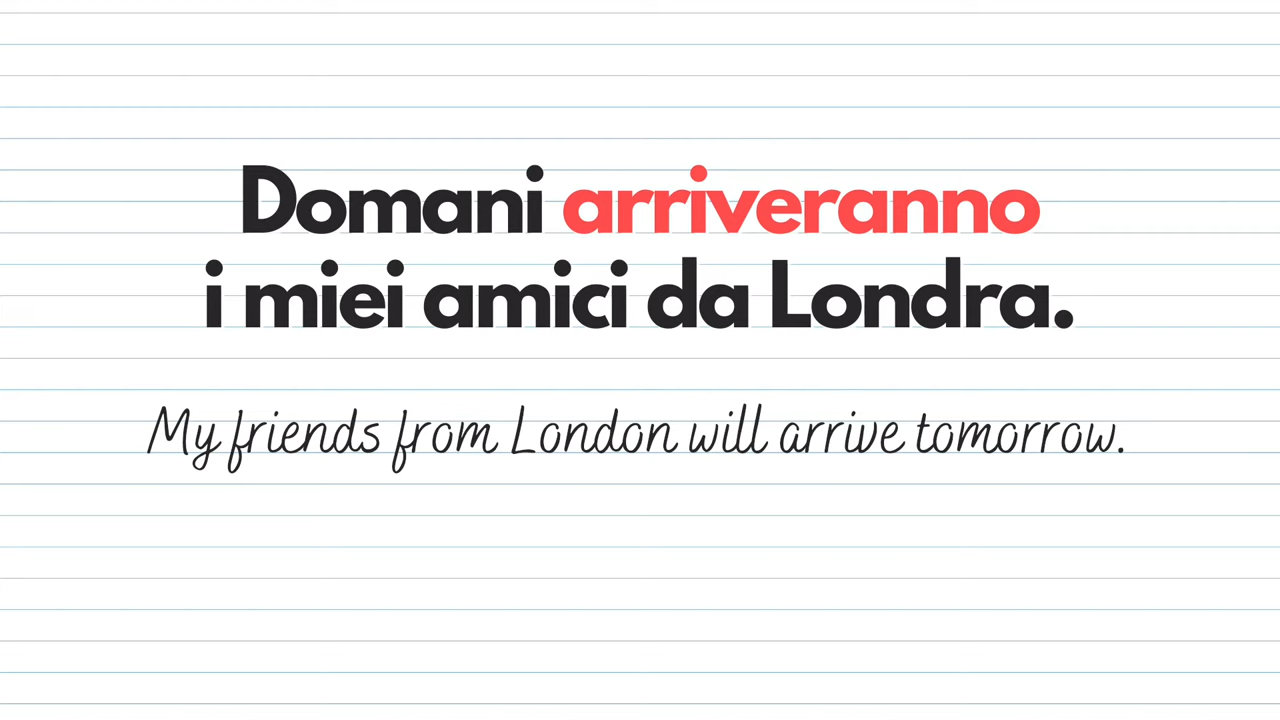 Domani arriveranno
i miei amici da Londra.
My friends from London will arrive tomorrow.